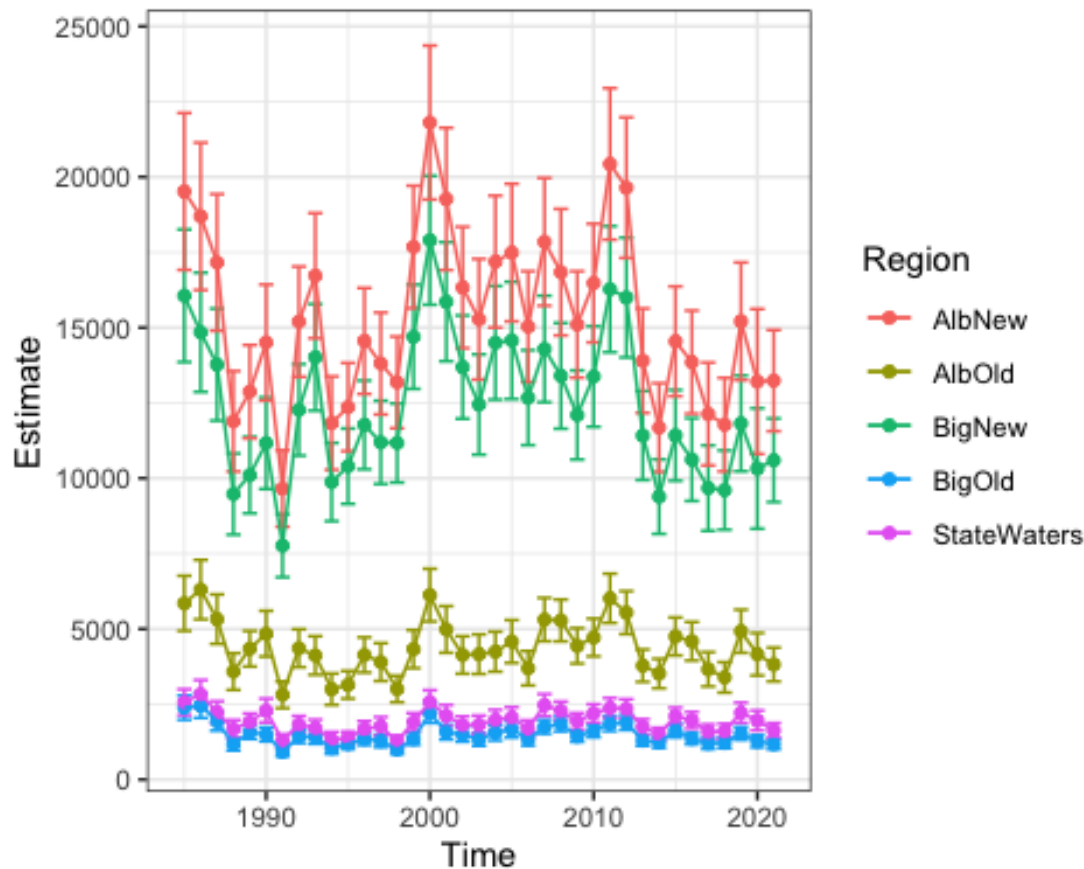 25000
20000
15000
10000
5000
0
Estimate
1990 2000 2010 2020
Time
Region
AlbNew
AlbOld
BigNew
BigOld
StateWaters